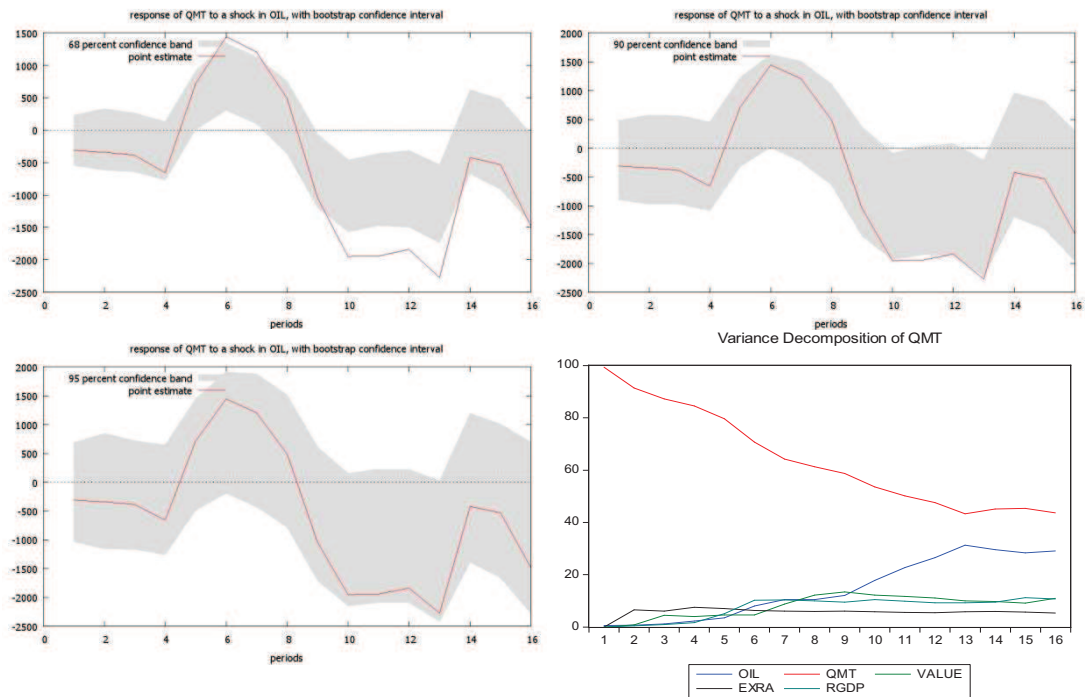 response of QMT to a shock in OIL, with bootstrap confidence interval
1500
1000
500
0
-500
-1000
-1500
-2000
-2500
68 percent confidence band
point estimate
0 2 4 6 8 10 12 14 16
periods
response of QMT to a shock in OIL, with bootstrap confidence interval
2000
1500
1000
500
0
-500
-1000
-1500
-2000
-2500
90 percent confidence band
point estimate
0 2 4 6 8 10 12 14 16
periods
response of QMT to a shock in OIL, with bootstrap confidence interval
2000
1500
1000
500
0
-500
-1000
-1500
-2000
-2500
95 percent confidence band
point estimate
0 2 4 6 8 10 12 14 16
periods
Variance Decomposition of QMT
100
80
60
40
20
0
1 2 3 4 5 6 7 8 9 10 11 12 13 14 15 16
OIL QMT VALUE
EXRA RGDP